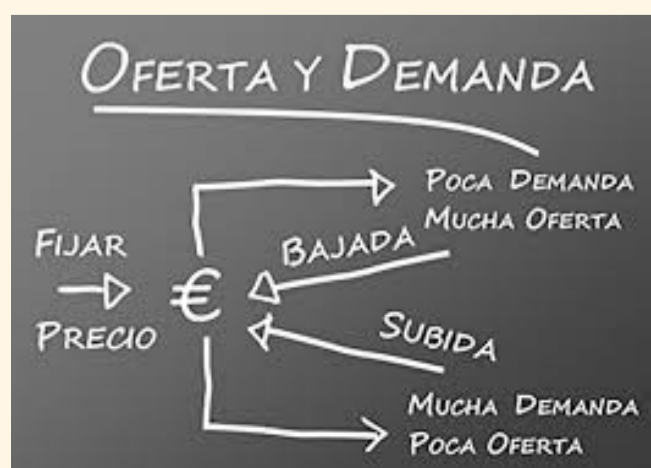 OFERTA Y DEMANDA
POCA DEMANDA
MUCHA OFERTA
BAJADA
FIJAR
€
PRECIO
SUBIDA
MUCHA DEMANDA
POCA OFERTA